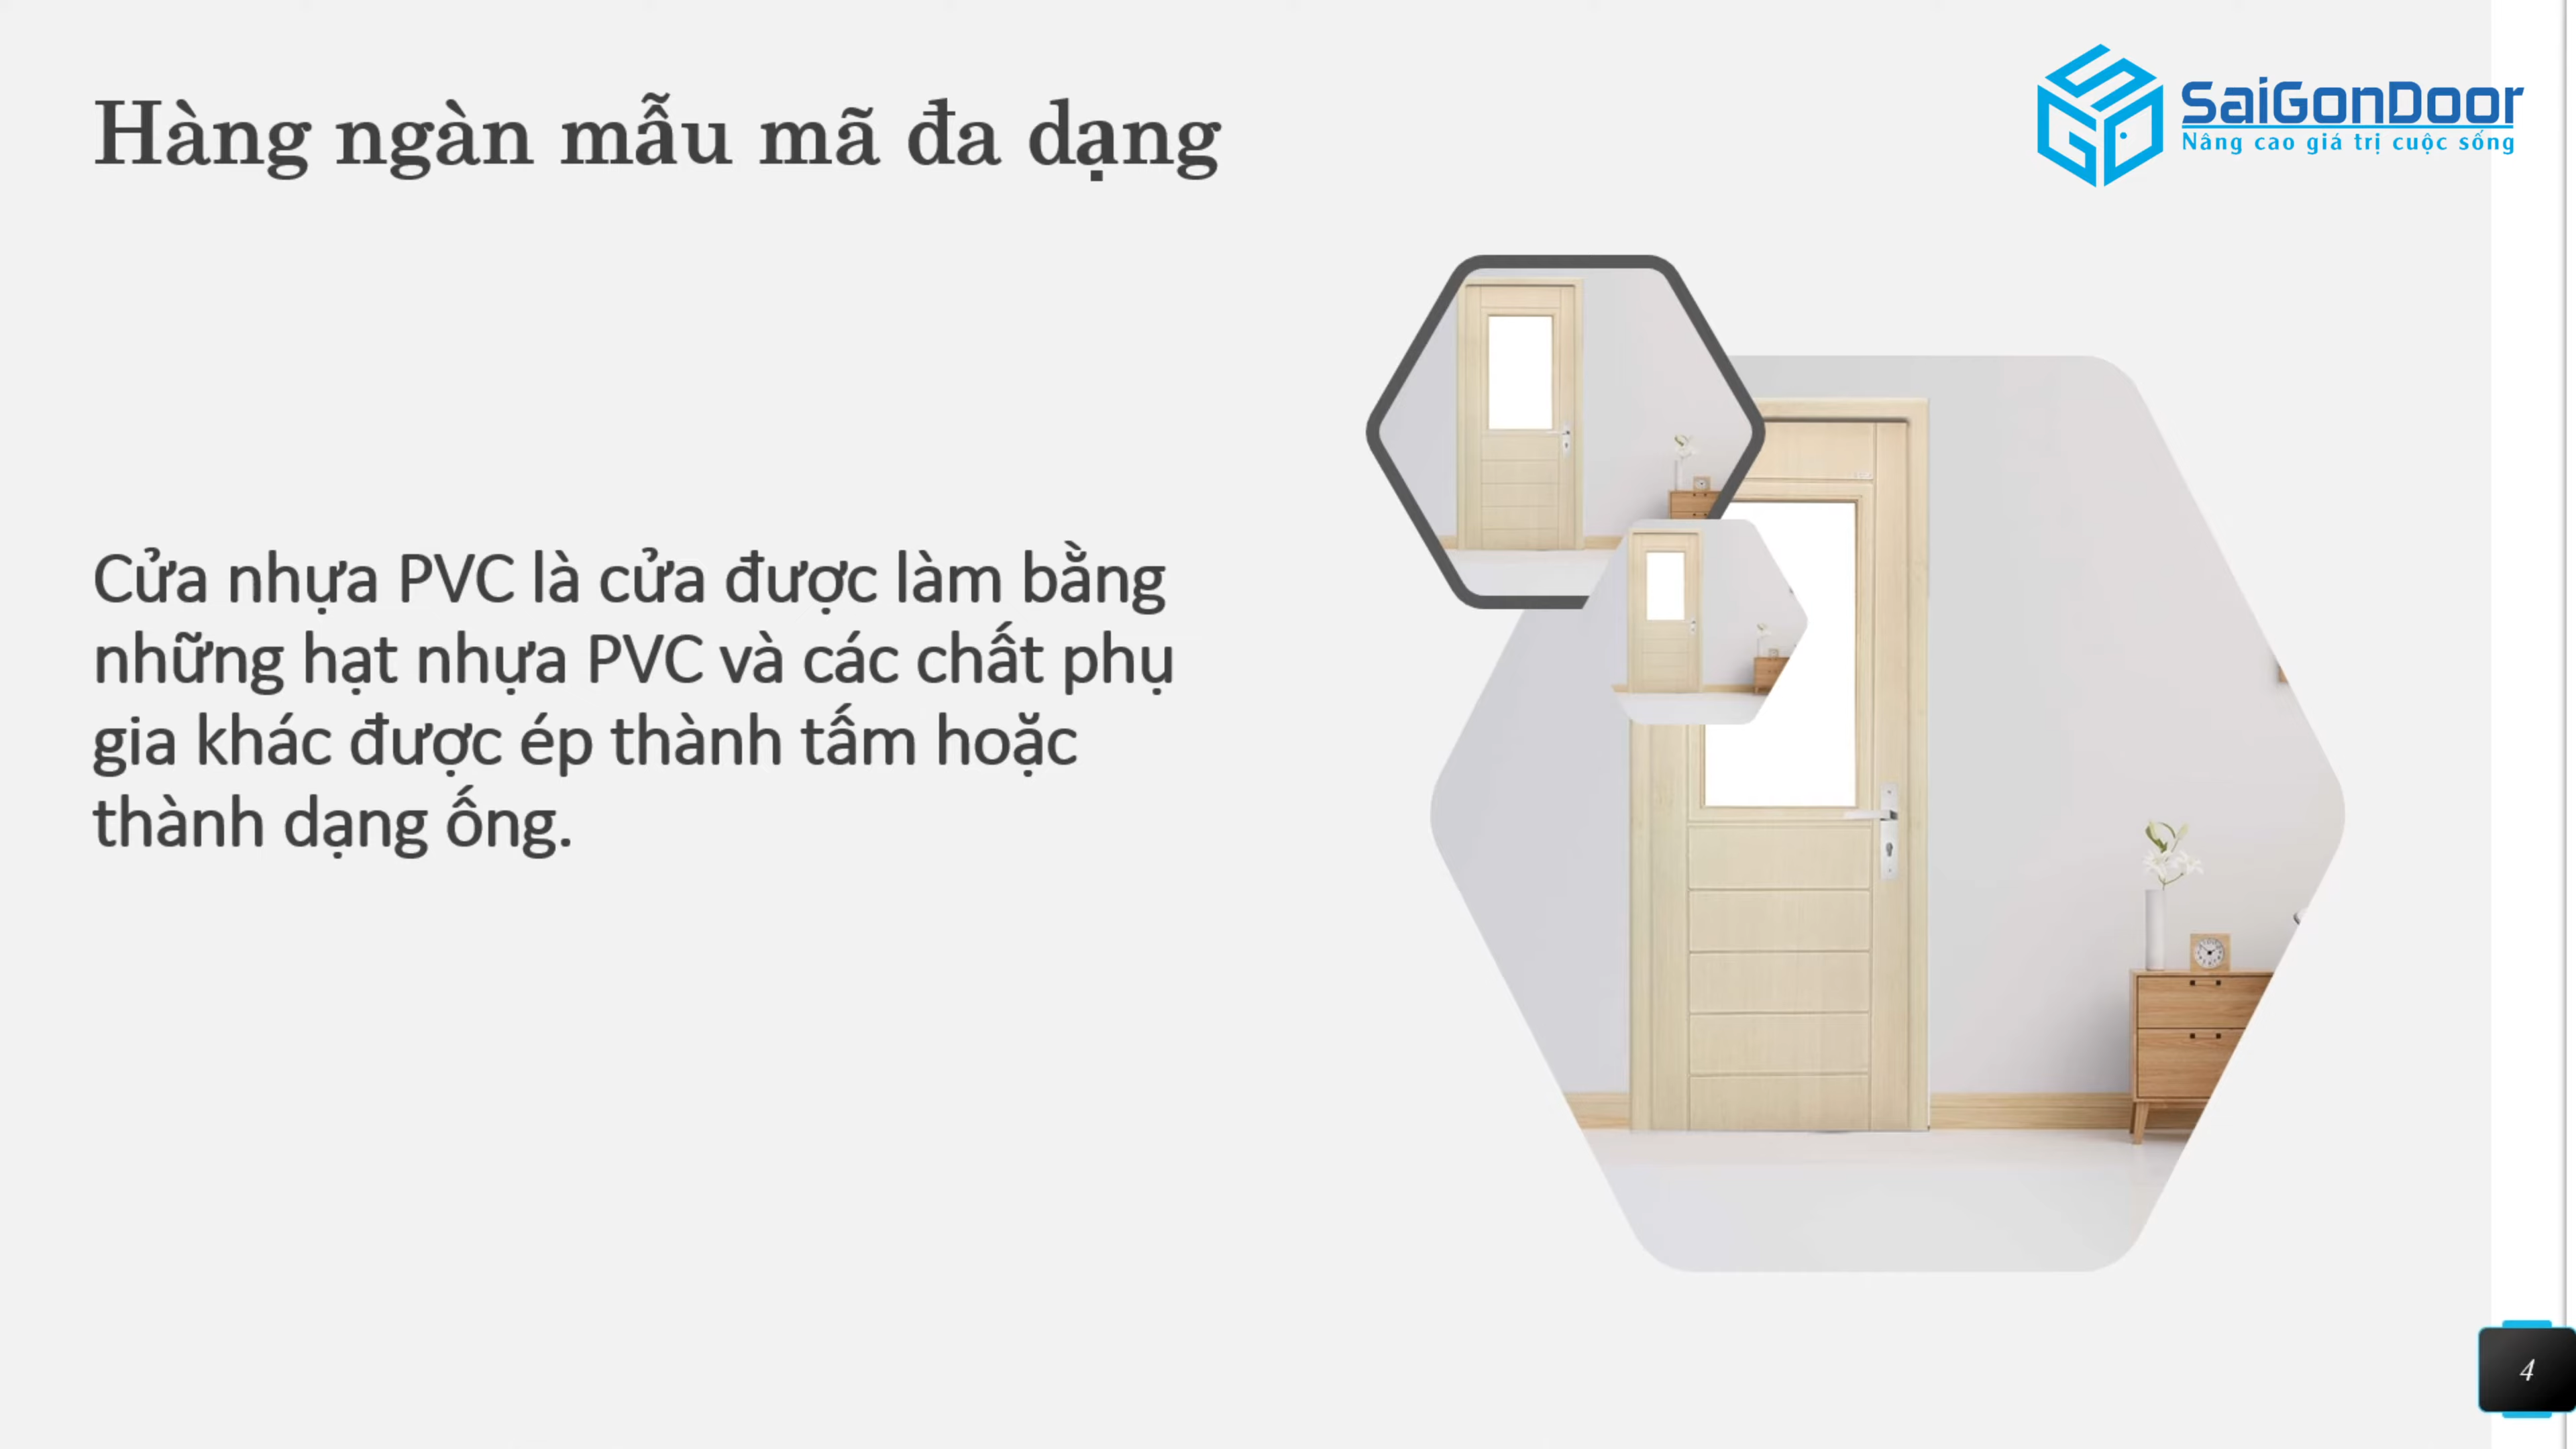 Hàng ngàn mẫu mã đa dạng
SaiGonDoor
Nâng cao giá trị cuộc sống
Cửa nhựa PVC là cửa được làm bằng
những hạt nhựa PVC và các chất phụ
gia khác được ép thành tấm hoặc
thành dạng ống.
4